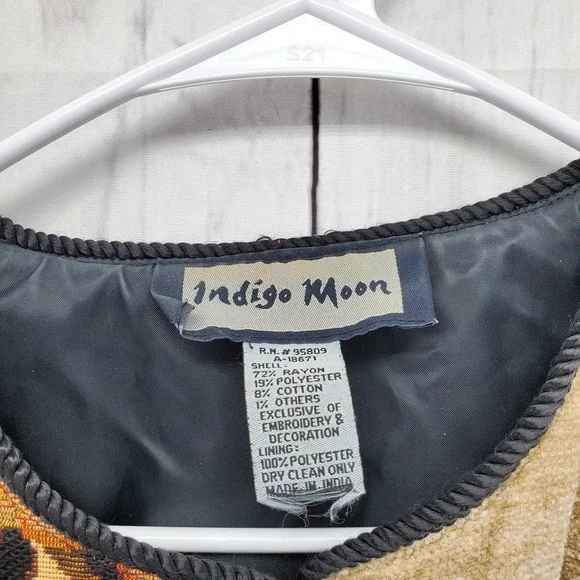 S21
Indigo Moon
R.N. # 95809
A-18671
SHELL:
72% RAYON
19% POLYESTER
8% COTTON
1% OTHERS
EXCLUSIVE OF
EMBROIDERY &
DECORATION
LINING:
100% POLYESTER
DRY CLEAN ONLY
MADE IN INDIA